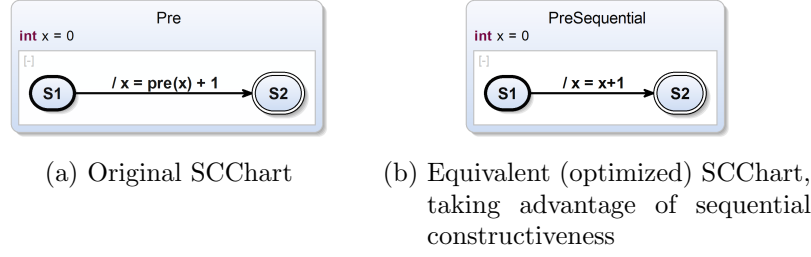 Pre
int x = 0
[-]
S1
/ x = pre(x) + 1
S2
(a) Original SCChart
PreSequential
int x = 0
[-]
S1
/ x = x+1
S2
(b) Equivalent (optimized) SCChart,
taking advantage of sequential
constructiveness